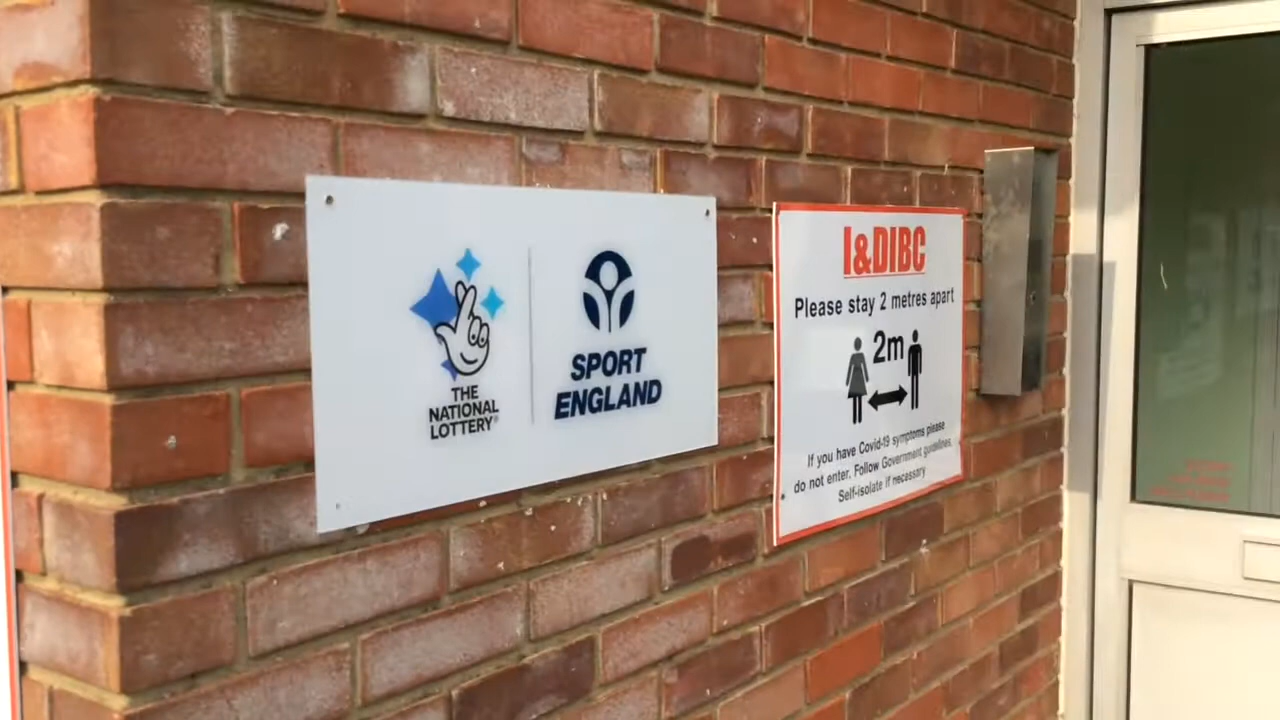 THE
NATIONAL
LOTTERY®
SPORT
ENGLAND
I&DIBC
Please stay 2 metres apart
2m
If you have Covid-19 symptoms please
do not enter. Follow Government guidelines.
Self-isolate if necessary